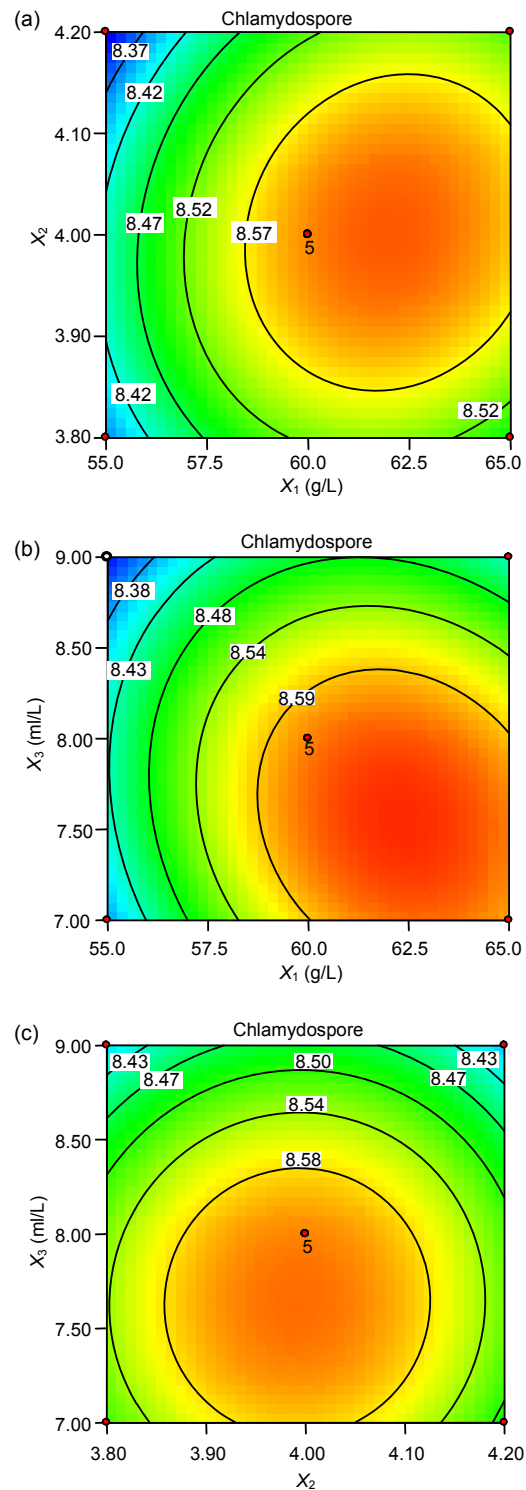 (a)
Chlamydospore
4.20
4.10
4.00
3.90
3.80
X2
8.37
8.42
8.47
8.52
8.57
5
8.42
8.52
55.0 57.5 60.0 62.5 65.0
X1 (g/L)
(b)
Chlamydospore
9.00
8.50
8.00
7.50
7.00
X3 (ml/L)
8.38
8.43
8.48
8.54
8.59
5
55.0 57.5 60.0 62.5 65.0
X1 (g/L)
(c)
Chlamydospore
9.00
8.50
8.00
7.50
7.00
X3 (ml/L)
8.43
8.47
8.50
8.54
8.58
8.43
8.47
5
3.80 3.90 4.00 4.10 4.20
X2